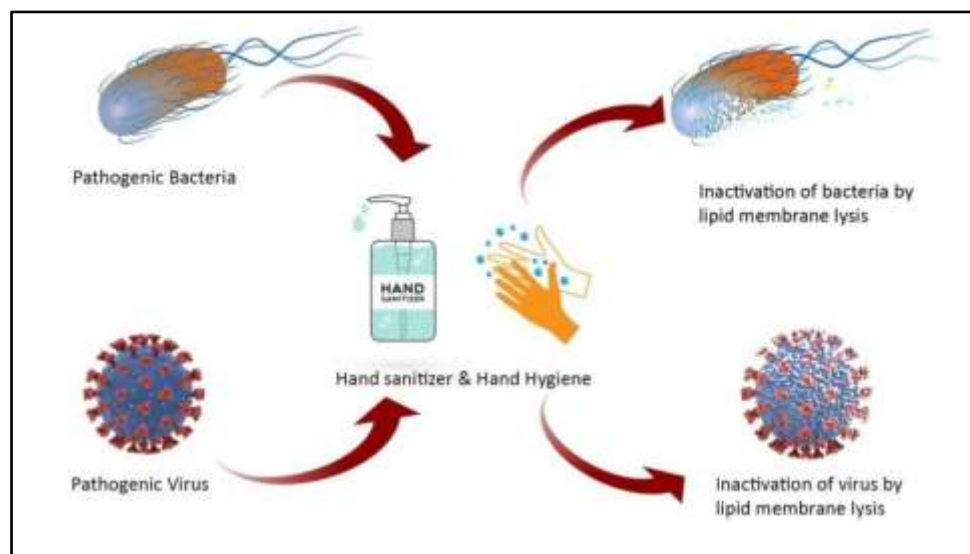 Pathogenic Bacteria
Inactivation of bacteria by
lipid membrane lysis
HAND
SANITIZER
Hand sanitizer & Hand Hygiene
Pathogenic Virus
Inactivation of virus by
lipid membrane lysis